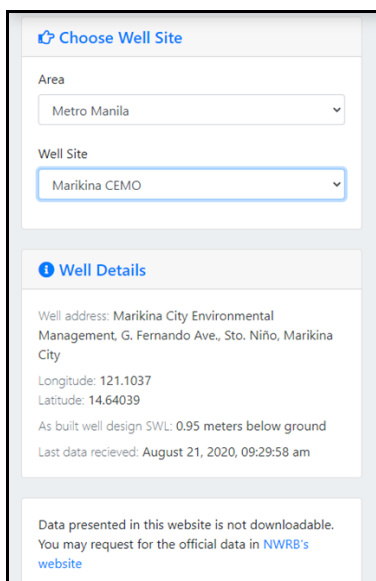 Choose Well Site
Area
Metro Manila
Well Site
Marikina CEMO
Well Details
Well address: Marikina City Environmental
Management, G. Fernando Ave., Sto. Niño, Marikina
City
Longitude: 121.1037
Latitude: 14.64039
As built well design SWL: 0.95 meters below ground
Last data recieved: August 21, 2020, 09:29:58 am
Data presented in this website is not downloadable.
You may request for the official data in NWRB's
website